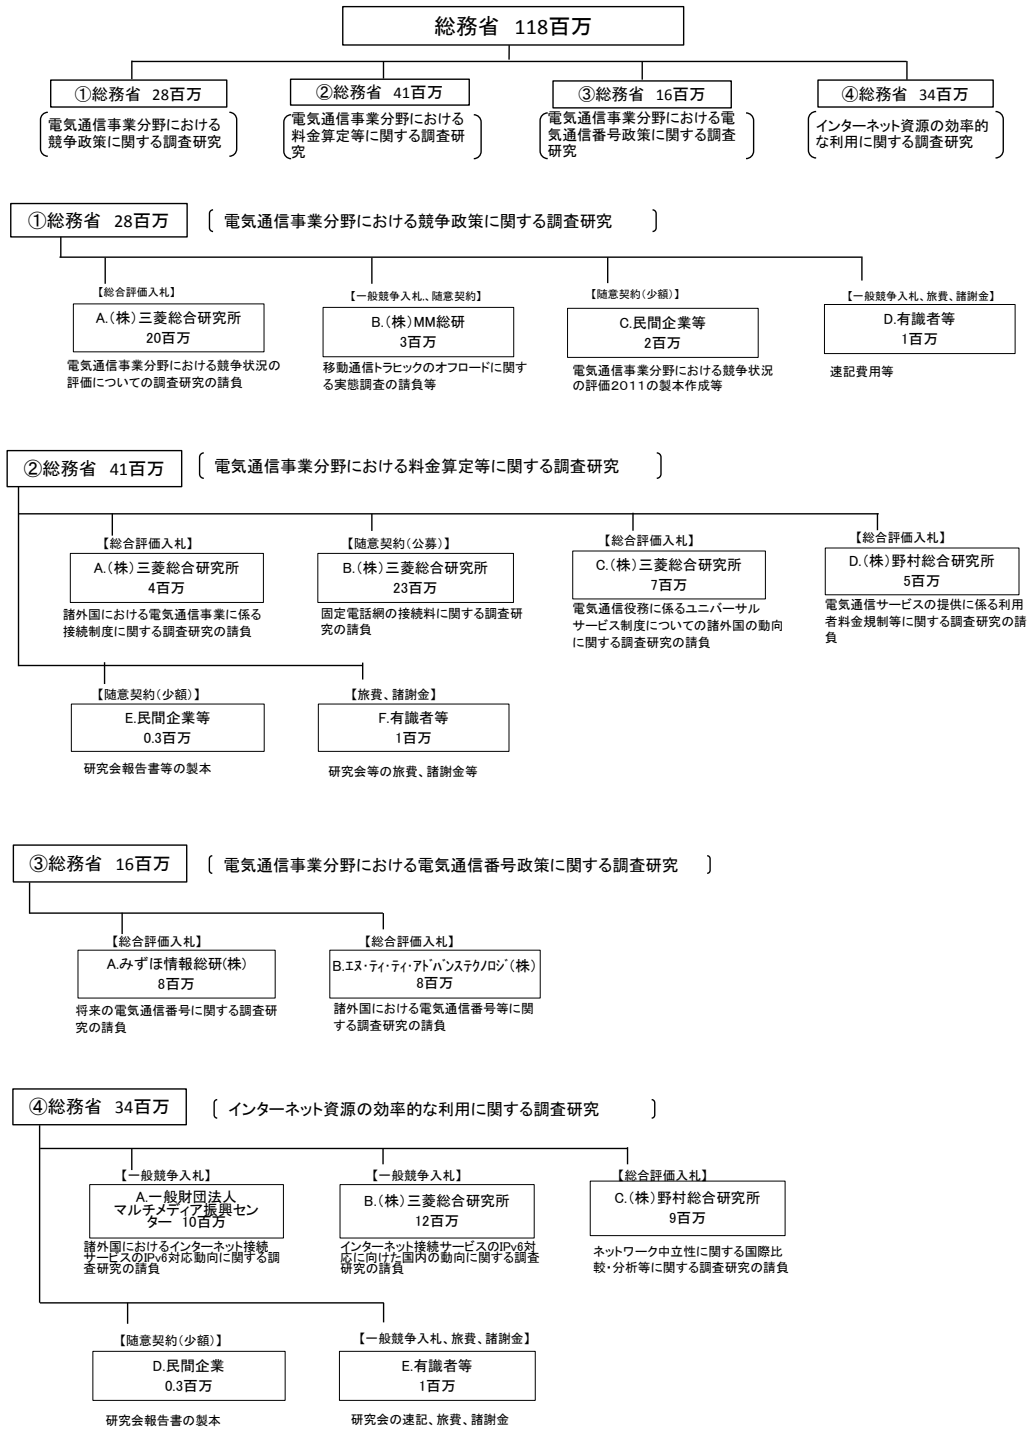 総務省 118百万
①総務省 28百万
電気通信事業分野における
競争政策に関する調査研究
②総務省 41百万
電気通信事業分野における
料金算定等に関する調査研
究
③総務省 16百万
電気通信事業分野における電
気通信番号政策に関する調査
研究
④総務省 34百万
インターネット資源の効率的
な利用に関する調査研究
①総務省 28百万
電気通信事業分野における競争政策に関する調査研究
【総合評価入札】
A.(株)三菱総合研究所
20百万
電気通信事業分野における競争状況の
評価についての調査研究の請負
【一般競争入札、随意契約】
B.(株)MM総研
3百万
移動通信トラヒックのオフロードに関す
る実態調査の請負等
【随意契約(少額)】
C.民間企業等
2百万
電気通信事業分野における競争状況
の評価2011の製本作成等
【一般競争入札、旅費、諸謝金】
D.有識者等
1百万
速記費用等
②総務省 41百万
電気通信事業分野における料金算定等に関する調査研究
【総合評価入札】
A.(株)三菱総合研究所
4百万
諸外国における電気通信事業に係る
接続制度に関する調査研究の請負
【随意契約(公募)】
B.(株)三菱総合研究所
23百万
固定電話網の接続料に関する調査研
究の請負
【総合評価入札】
C.(株)三菱総合研究所
7百万
電気通信役務に係るユニバーサル
サービス制度についての諸外国の動向
に関する調査研究の請負
【総合評価入札】
D.(株)野村総合研究所
5百万
電気通信サービスの提供に係る利用
者料金規制等に関する調査研究の請
負
【随意契約(少額)】
E.民間企業等
0.3百万
研究会報告書等の製本
【旅費、諸謝金】
F.有識者等
1百万
研究会等の旅費、諸謝金等
③総務省 16百万
電気通信事業分野における電気通信番号政策に関する調査研究
【総合評価入札】
A.みずほ情報総研(株)
8百万
将来の電気通信番号に関する調査研
究の請負
【総合評価入札】
B.エヌ・ティ・ティ・アドバンステクノロジ(株)
8百万
諸外国における電気通信番号等に関
する調査研究の請負
④総務省 34百万
インターネット資源の効率的な利用に関する調査研究
【一般競争入札】
A.一般財団法人
マルチメディア振興セン
ター 10百万
諸外国におけるインターネット接続
サービスのIPv6対応動向に関する調
査研究の請負
【一般競争入札】
B.(株)三菱総合研究所
12百万
インターネット接続サービスのIPv6対
応に向けた国内の動向に関する調査
研究の請負
【総合評価入札】
C.(株)野村総合研究所
9百万
ネットワーク中立性に関する国際比
較・分析等に関する調査研究の請負
【随意契約(少額)】
D.民間企業
0.3百万
研究会報告書の製本
【一般競争入札、旅費、諸謝金】
E.有識者等
1百万
研究会の速記、旅費、諸謝金